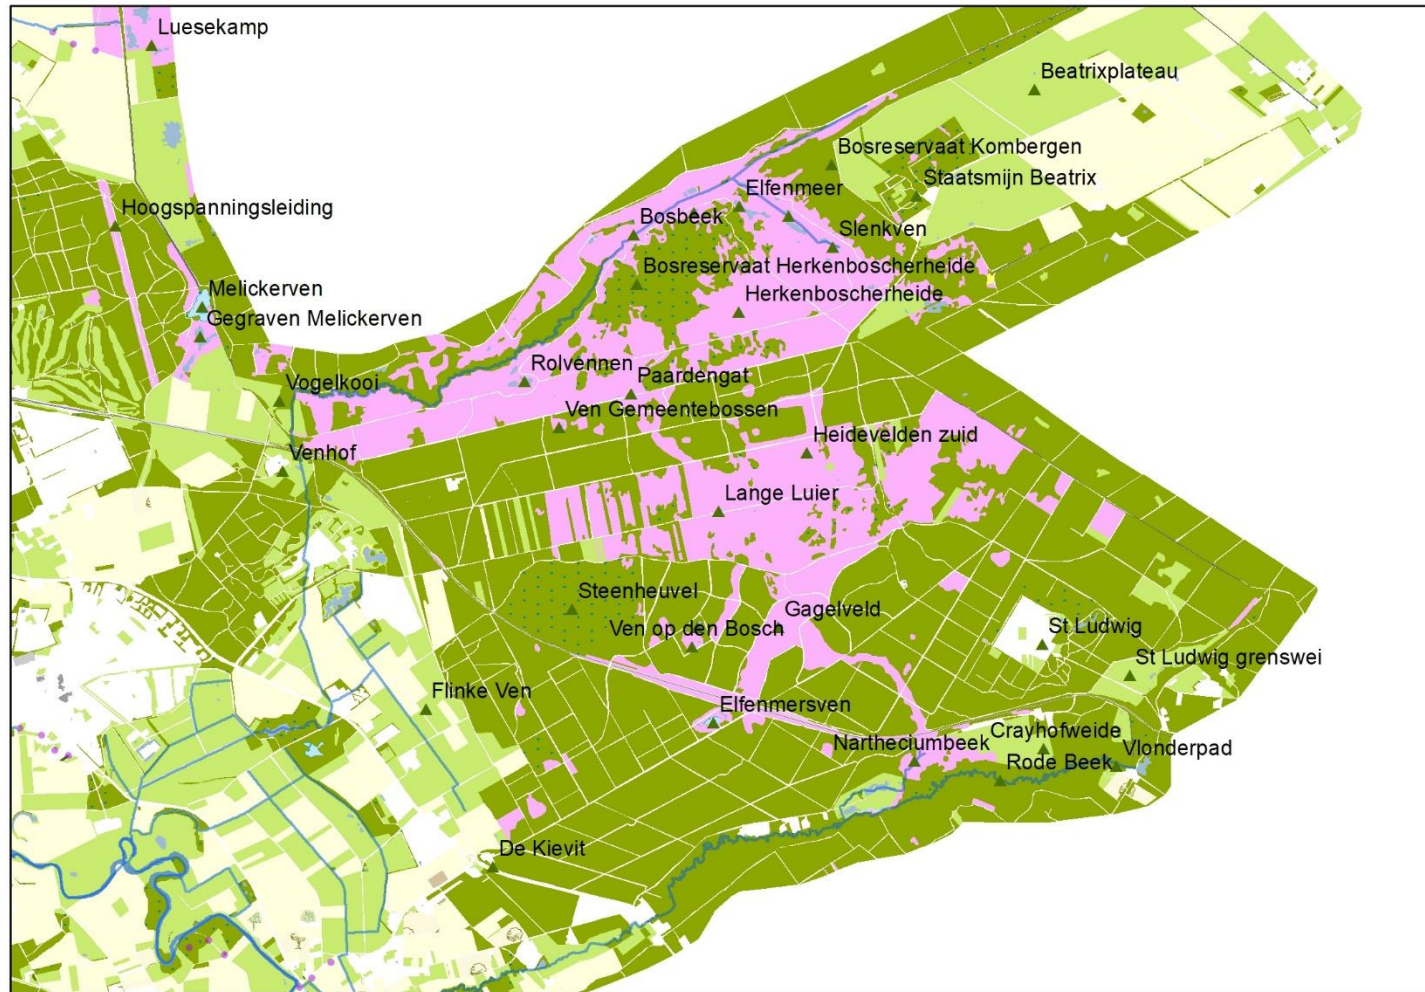 Luesekamp
Beatrixplateau
Bosreservaat Kombergen
Elfenmeer
Staatsmijn Beatrix
Hoogspanningsleiding
Bosbeek
Slenkven
Bosreservaat Herkenboscherheide
Melickerven
Herkenboscherheide
Gegraven Melickerven
Rolvennen
Paardengat
Vogelkooi
Ven Gemeentebossen
Heidevelden zuid
Venhof
Lange Luier
Steenheuvel
Gagelveld
Ven op den Bosch
St Ludwig
St Ludwig grenswei
Flinke Ven
Elfenmersven
Crayhofweide
Nartheciumbeek
Vlonderpad
Rode Beek
De Kievit